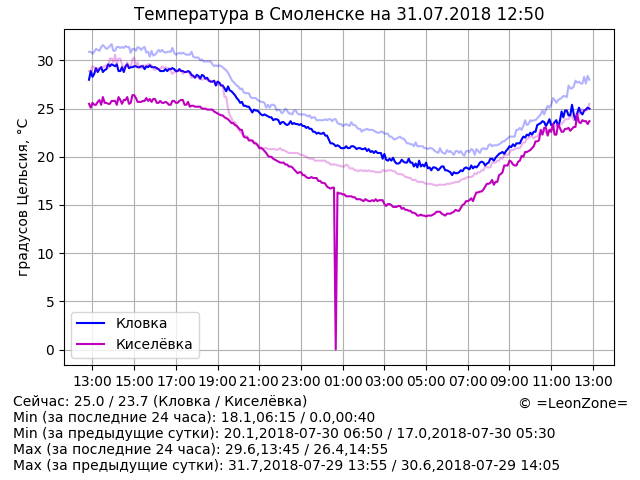 Температура в Смоленске на 31.07.2018 12:50
градусов Цельсия, °C
30
25
20
15
10
5
0
Кловка
Киселёвка
13:00 15:00 17:00 19:00 21:00 23:00 01:00 03:00 05:00 07:00 09:00 11:00 13:00
Сейчас: 25.0 / 23.7 (Кловка / Киселёвка)
© =LeonZone=
Min (за последние 24 часа): 18.1,06:15 / 0.0,00:40
Min (за предыдущие сутки): 20.1,2018-07-30 06:50 / 17.0,2018-07-30 05:30
Max (за последние 24 часа): 29.6,13:45 / 26.4,14:55
Max (за предыдущие сутки): 31.7,2018-07-29 13:55 / 30.6,2018-07-29 14:05